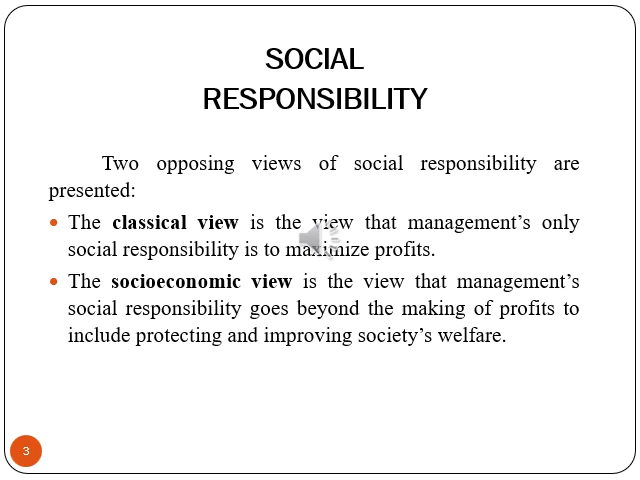 SOCIAL
RESPONSIBILITY
Two opposing views of social responsibility are
presented:
• The classical view is the view that management’s only
social responsibility is to maximize profits.
• The socioeconomic view is the view that management’s
social responsibility goes beyond the making of profits to
include protecting and improving society’s welfare.
3